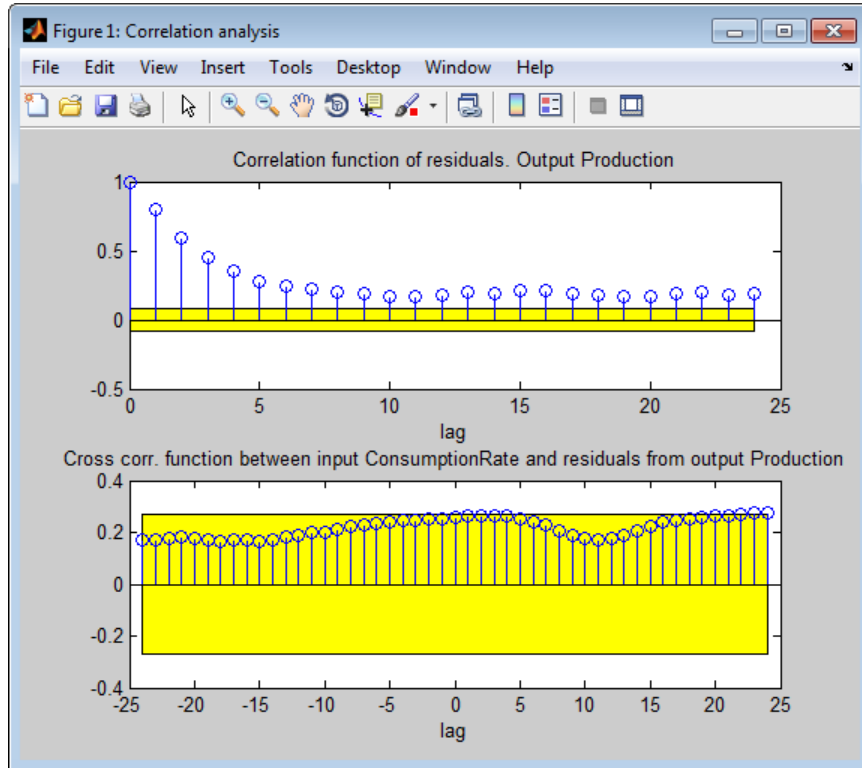 Figure 1: Correlation analysis
File Edit View Insert Tools Desktop Window Help
Correlation function of residuals. Output Production
1
0.5
0
-0.5
0 5 10 15 20 25
lag
Cross corr. function between input ConsumptionRate and residuals from output Production
0.4
0.2
0
-0.2
-0.4
-25 -20 -15 -10 -5 0 5 10 15 20 25
lag